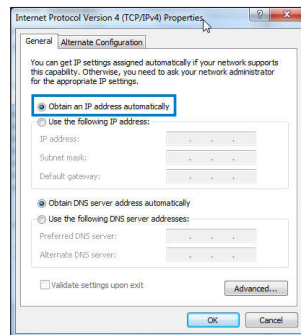 Internet Protocol Version 4 (TCP/IPv4) Properties
General
Alternate Configuration
You can get IP settings assigned automatically if your network supports
this capability. Otherwise, you need to ask your network administrator
for the appropriate IP settings.
Obtain an IP address automatically
Use the following IP address:
IP address:
Subnet mask:
Default gateway:
Obtain DNS server address automatically
Use the following DNS server addresses:
Preferred DNS server:
Alternate DNS server:
Validate settings upon exit
Advanced...
OK
Cancel